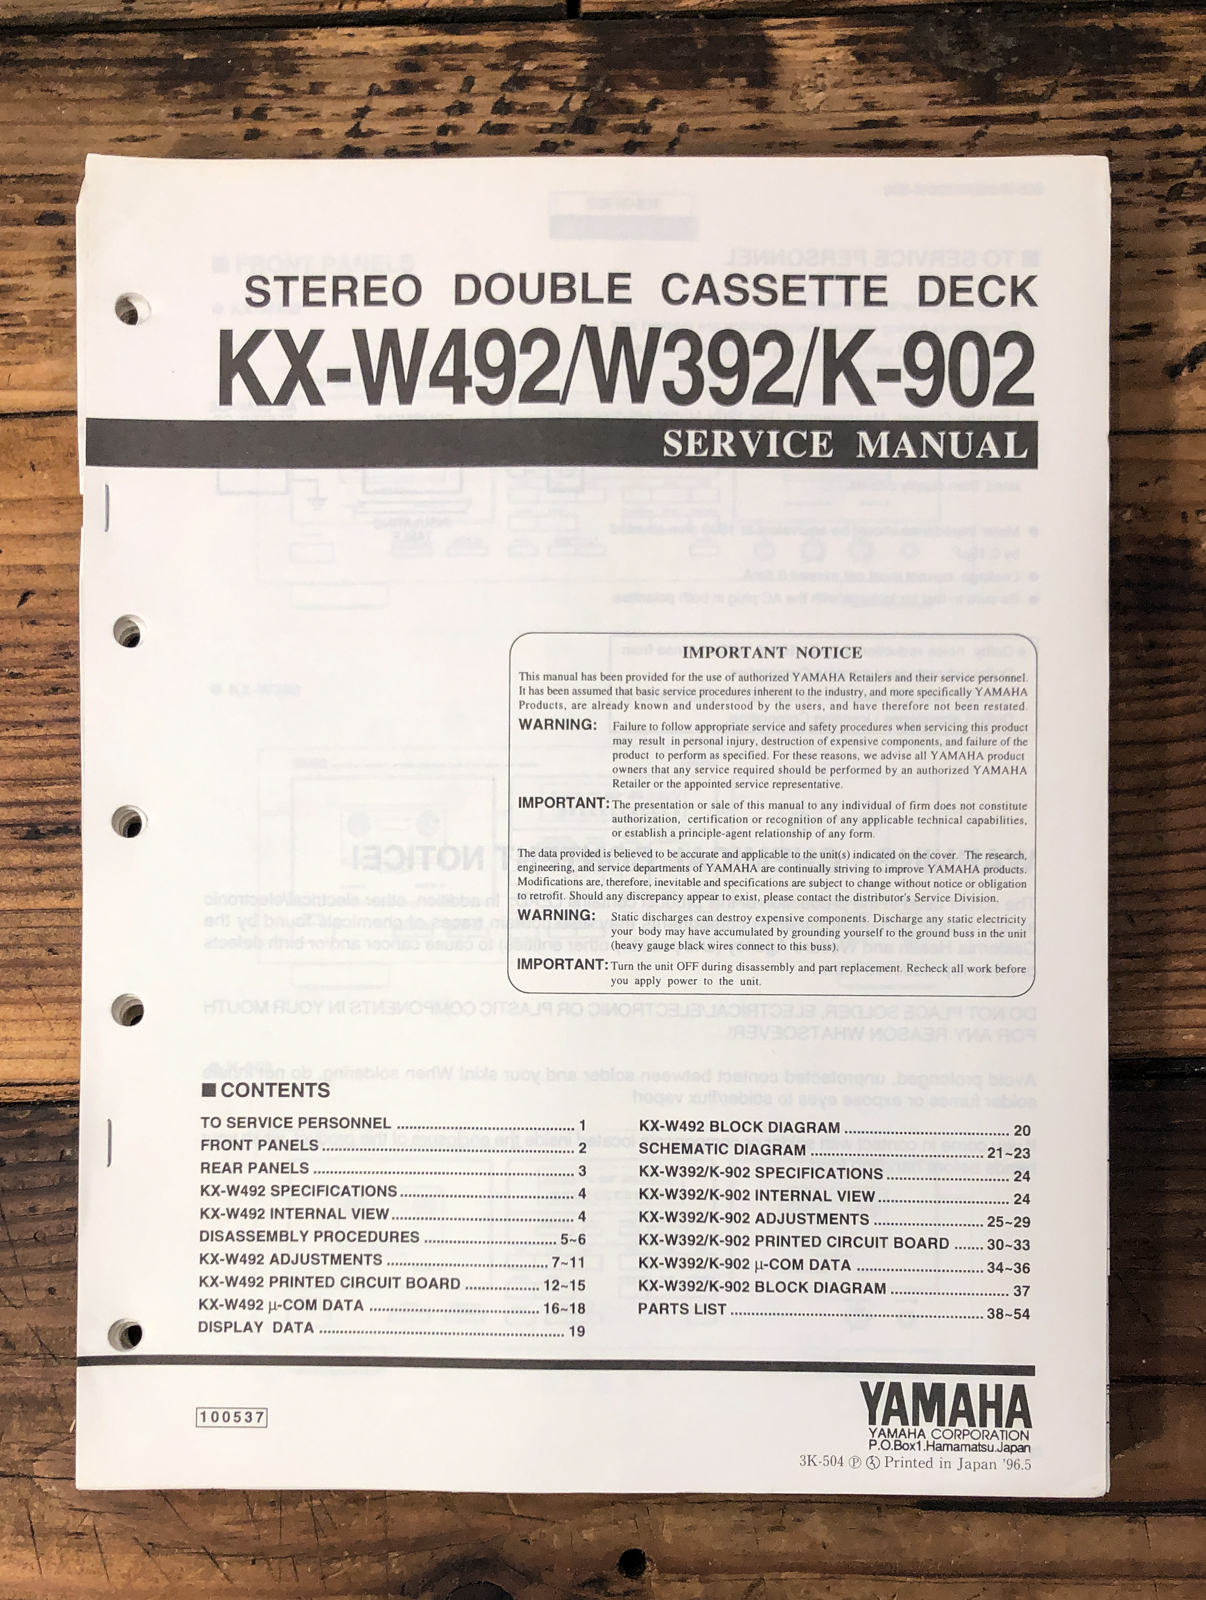 STEREO DOUBLE CASSETTE DECK
KX-W492/W392/K-902
SERVICE MANUAL
IMPORTANT NOTICE
This manual has been provided for the use of authorized YAMAHA Retailers and their service personnel.
It has been assumed that basic service procedures inherent to the industry, and more specifically YAMAHA
Products, are already known and understood by the users, and have therefore not been restated.
WARNING: Failure to follow appropriate service and safety procedures when servicing this product
may result in personal injury, destruction of expensive components, and failure of the
product to perform as specified. For these reasons, we advise all YAMAHA product
owners that any service required should be performed by an authorized YAMAHA
Retailer or the appointed service representative.
IMPORTANT: The presentation or sale of this manual to any individual of firm does not constitute
authorization, certification or recognition of any applicable technical capabilities,
or establish a principle-agent relationship of any form.
The data provided is believed to be accurate and applicable to the unit(s) indicated on the cover. The research,
engineering, and service departments of YAMAHA are continually striving to improve YAMAHA products.
Modifications are, therefore, inevitable and specifications are subject to change without notice or obligation
to retrofit. Should any discrepancy appear to exist, please contact the distributor's Service Division.
WARNING: Static discharges can destroy expensive components. Discharge any static electricity
your body may have accumulated by grounding yourself to the ground buss in the unit
(heavy gauge black wires connect to this buss).
IMPORTANT: Turn the unit OFF during disassembly and part replacement. Recheck all work before
you apply power to the unit.
■ CONTENTS
TO SERVICE PERSONNEL ........ 1
FRONT PANELS ........ 2
REAR PANELS ........ 3
KX-W492 SPECIFICATIONS ........ 4
KX-W492 INTERNAL VIEW ........ 4
DISASSEMBLY PROCEDURES ........ 5~6
KX-W492 ADJUSTMENTS ........ 7~11
KX-W492 PRINTED CIRCUIT BOARD ........ 12~15
KX-W492 μ-COM DATA ........ 16~18
DISPLAY DATA ........ 19
KX-W492 BLOCK DIAGRAM ........ 20
SCHEMATIC DIAGRAM ........ 21~23
KX-W392/K-902 SPECIFICATIONS ........ 24
KX-W392/K-902 INTERNAL VIEW ........ 24
KX-W392/K-902 ADJUSTMENTS ........ 25~29
KX-W392/K-902 PRINTED CIRCUIT BOARD ....... 30~33
KX-W392/K-902 μ-COM DATA ........ 34~36
KX-W392/K-902 BLOCK DIAGRAM ........ 37
PARTS LIST ........ 38~54
100537
YAMAHA
YAMAHA CORPORATION
P.O.Box1.Hamamatsu.Japan
3K-504 Ⓟ Printed in Japan '96.5